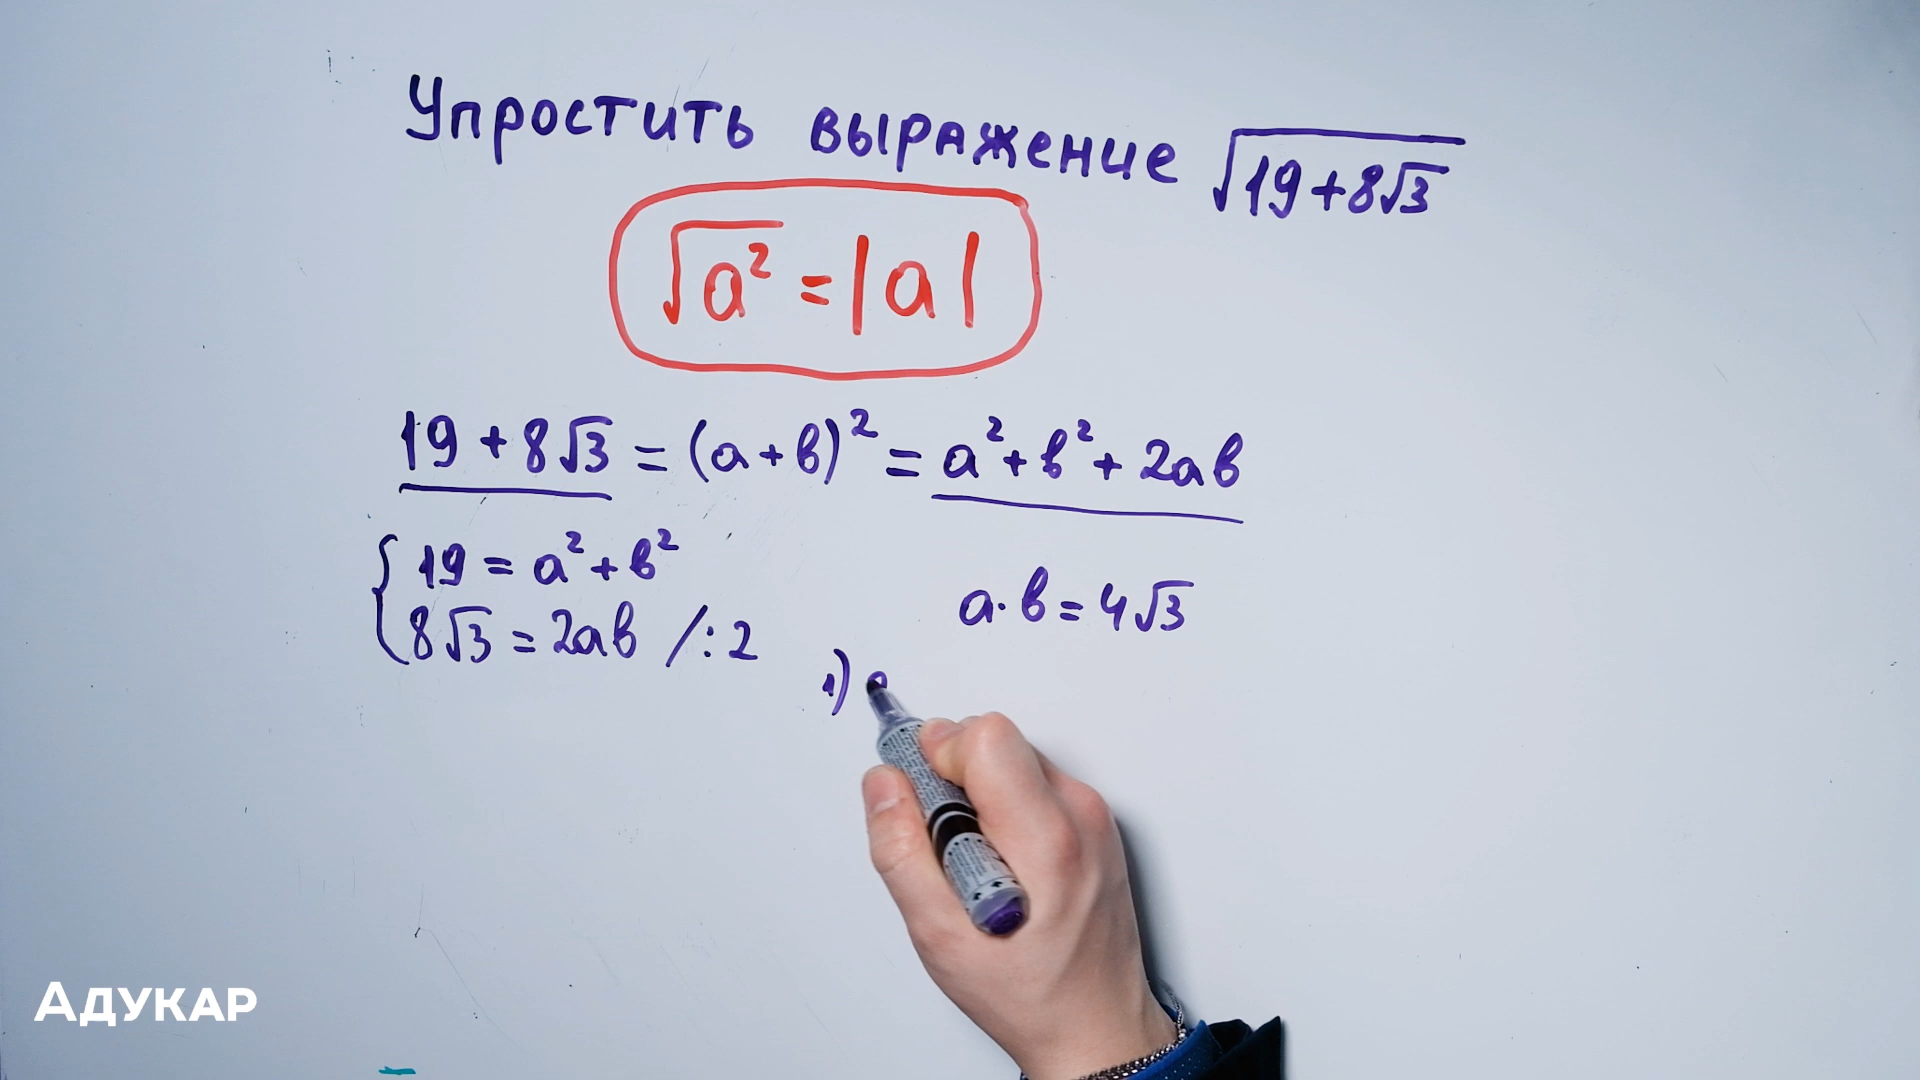 Упростить выражение √19+8√3
√a² = |a|
19+8√3 = (a+b)² = a²+b²+2ab
19 = a²+b²
8√3 = 2ab /:2
a·b = 4√3
1)
Адукар